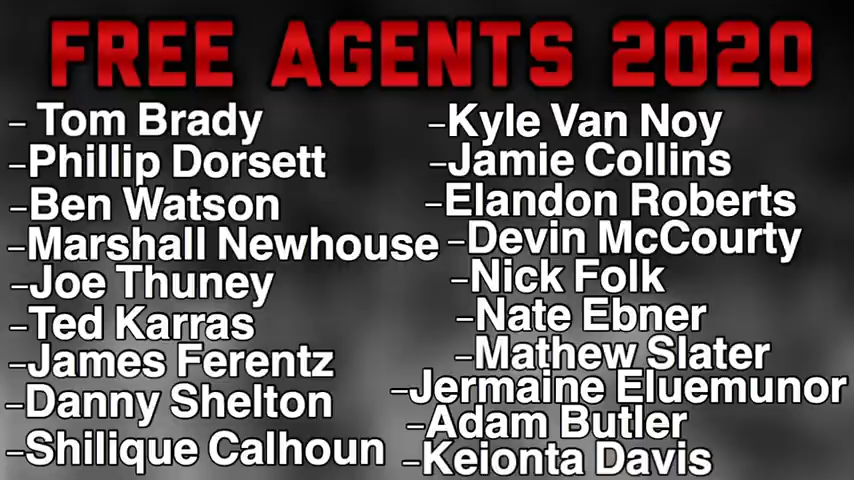 FREE AGENTS 2020
– Tom Brady
–Phillip Dorsett
–Ben Watson
–Marshall Newhouse
–Joe Thuney
–Ted Karras
–James Ferentz
–Danny Shelton
–Shilique Calhoun
–Kyle Van Noy
–Jamie Collins
–Elandon Roberts
–Devin McCourty
–Nick Folk
–Nate Ebner
–Mathew Slater
–Jermaine Eluemunor
–Adam Butler
–Keionta Davis